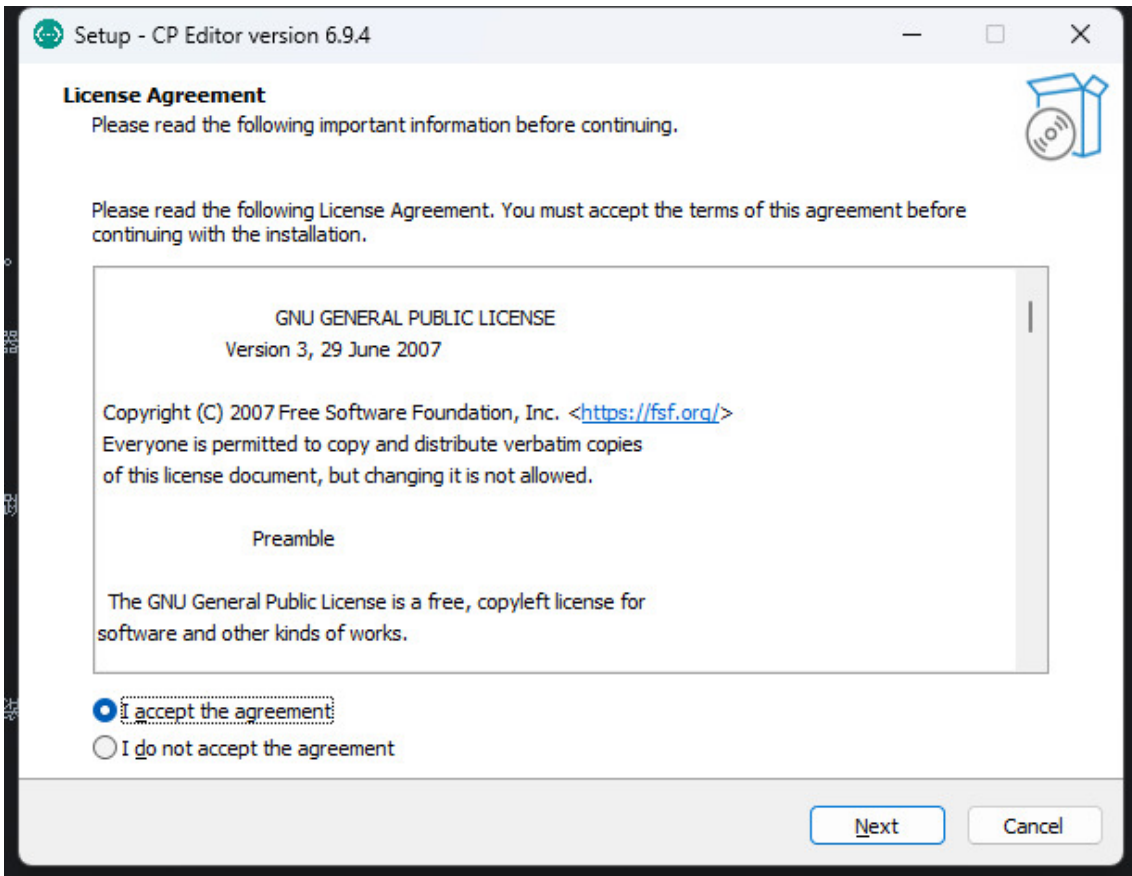 Setup - CP Editor version 6.9.4
License Agreement
Please read the following important information before continuing.
Please read the following License Agreement. You must accept the terms of this agreement before
continuing with the installation.
GNU GENERAL PUBLIC LICENSE
Version 3, 29 June 2007
Copyright (C) 2007 Free Software Foundation, Inc. <https://fsf.org/>
Everyone is permitted to copy and distribute verbatim copies
of this license document, but changing it is not allowed.
Preamble
The GNU General Public License is a free, copyleft license for
software and other kinds of works.
I accept the agreement
I do not accept the agreement
Next
Cancel